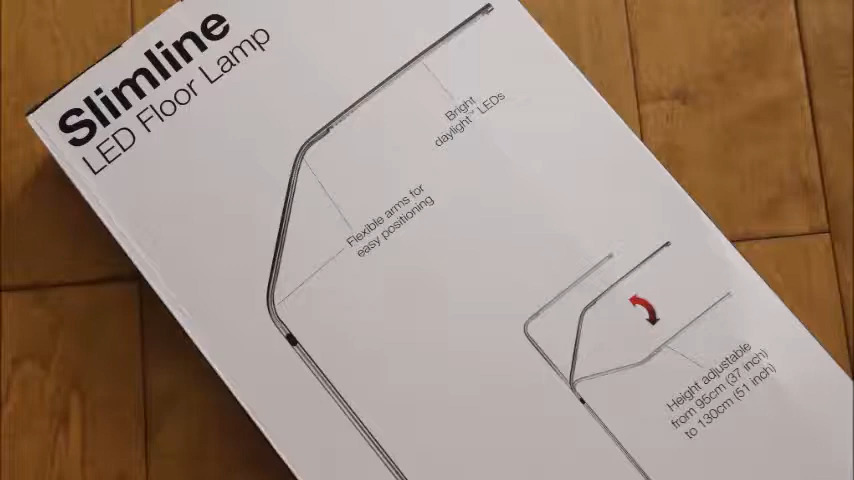 Slimline
LED Floor Lamp
Bright
daylight™ LEDs
Flexible arms for
easy positioning
Height adjustable
from 95cm (37 inch)
to 130cm (51 inch)